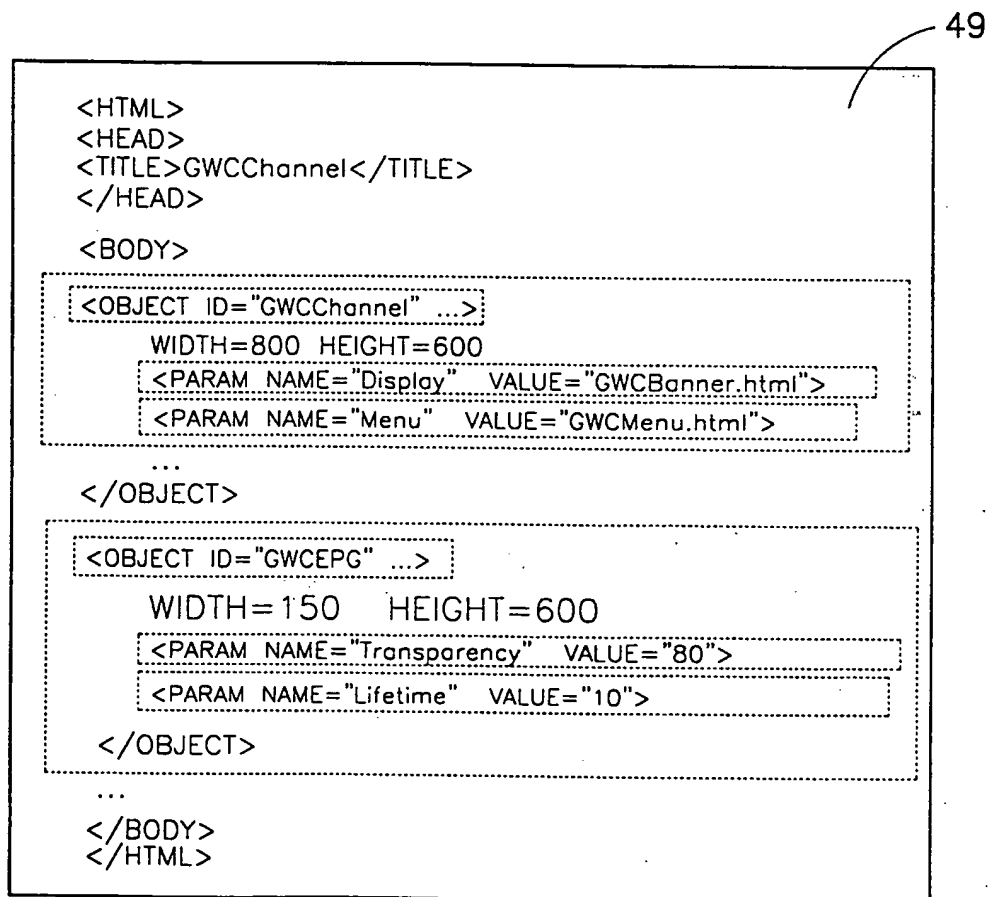 49
<HTML>
<HEAD>
<TITLE>GWCChannel</TITLE>
</HEAD>
<BODY>
<OBJECT ID="GWCChannel" ...>
WIDTH=800 HEIGHT=600
<PARAM NAME="Display" VALUE="GWCBanner.html">
<PARAM NAME="Menu" VALUE="GWCMenu.html">
...
</OBJECT>
<OBJECT ID="GWCEPG" ...>
WIDTH=150 HEIGHT=600
<PARAM NAME="Transparency" VALUE="80">
<PARAM NAME="Lifetime" VALUE="10">
</OBJECT>
...
</BODY>
</HTML>